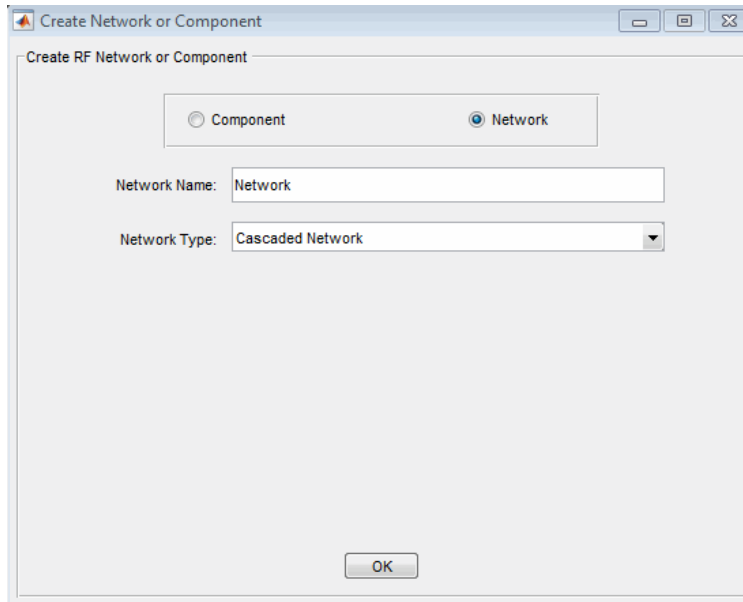 Create Network or Component
Create RF Network or Component
Component Network
Network Name: Network
Network Type: Cascaded Network
OK